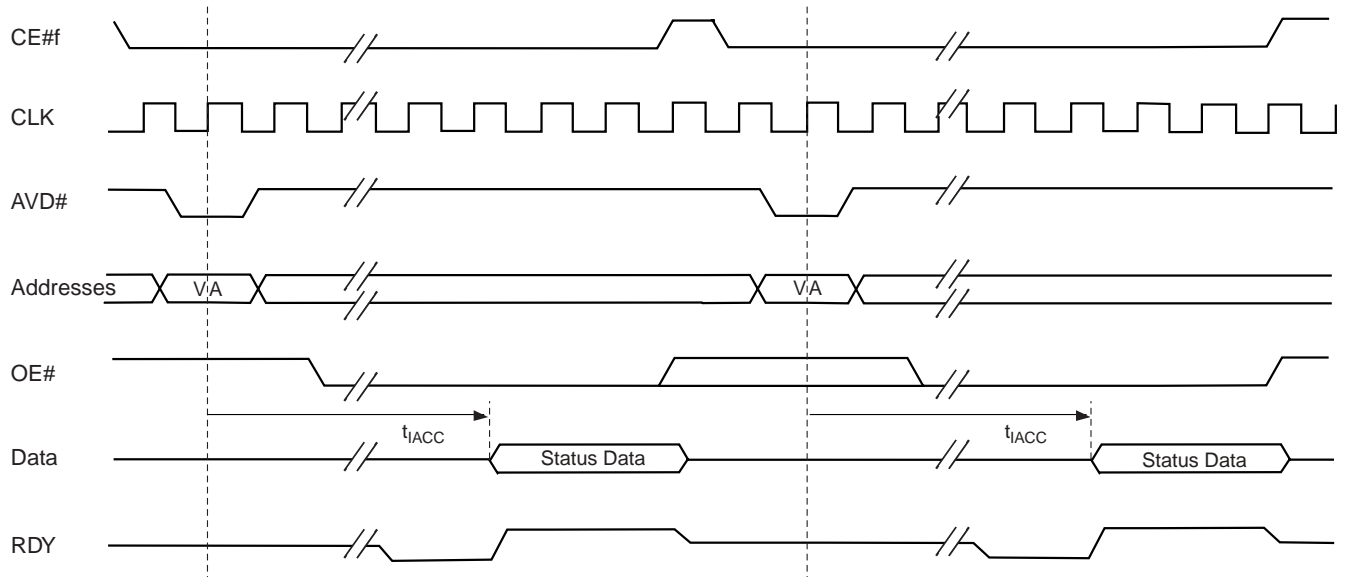 CE#f
CLK
AVD#
Addresses VA VA
OE#
tIACC tIACC
Data Status Data Status Data
RDY